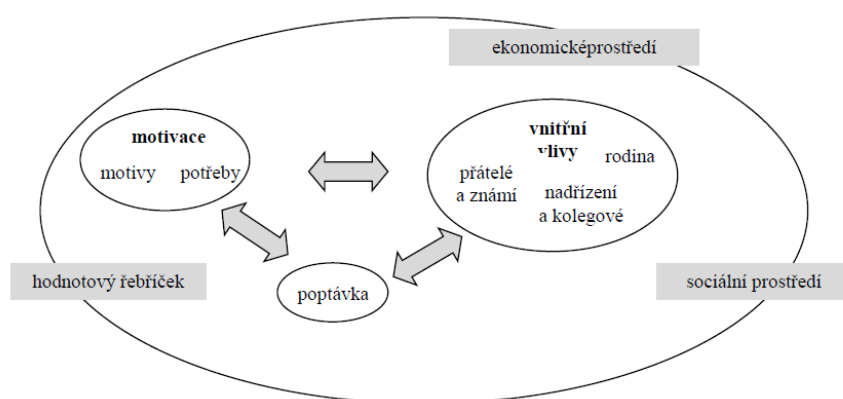 ekonomicképrostředí
motivace
motivy potřeby
vnitřní
vlivy
rodina
přátelé
a známí
nadřízení
a kolegové
hodnotový řebříček
poptávka
sociální prostředí